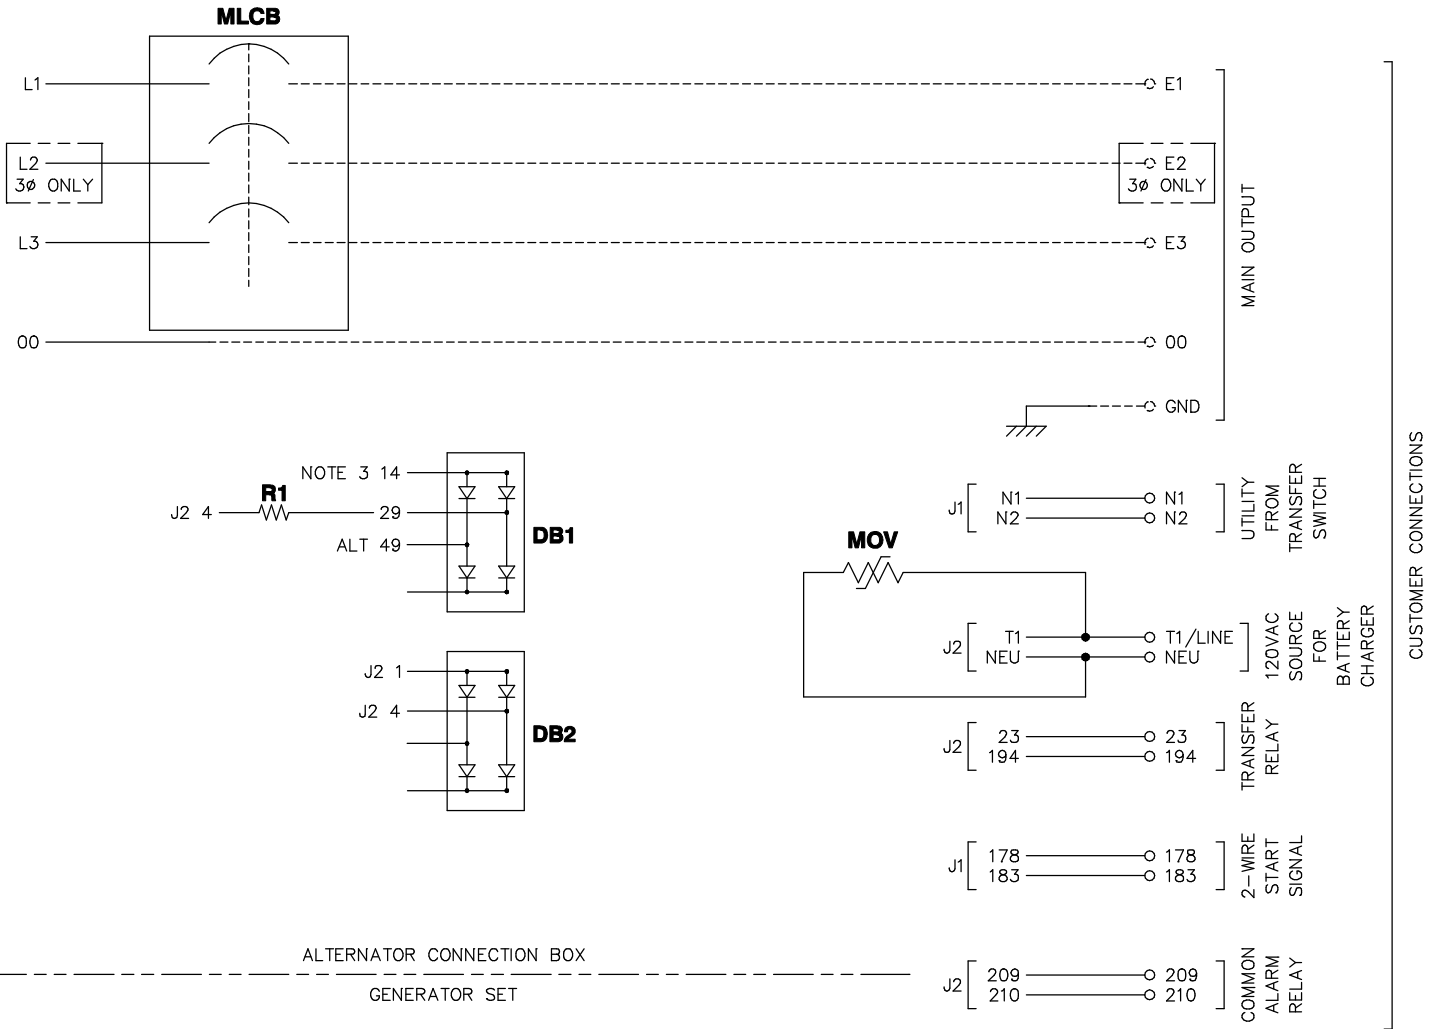 MLCB
L1
E1
L2
3ø ONLY
E2
3ø ONLY
L3
E3
00
00
GND
MAIN OUTPUT
CUSTOMER CONNECTIONS
NOTE 3 14
R1
J2 4
29
ALT 49
DB1
J2 1
J2 4
DB2
J1
N1
N2
N1
N2
UTILITY
FROM
TRANSFER
SWITCH
MOV
J2
T1
NEU
T1/LINE
NEU
120VAC
SOURCE
FOR
BATTERY
CHARGER
J2
23
194
23
194
TRANSFER
RELAY
J1
178
183
178
183
2-WIRE
START
SIGNAL
J2
209
210
209
210
COMMON
ALARM
RELAY
ALTERNATOR CONNECTION BOX
GENERATOR SET